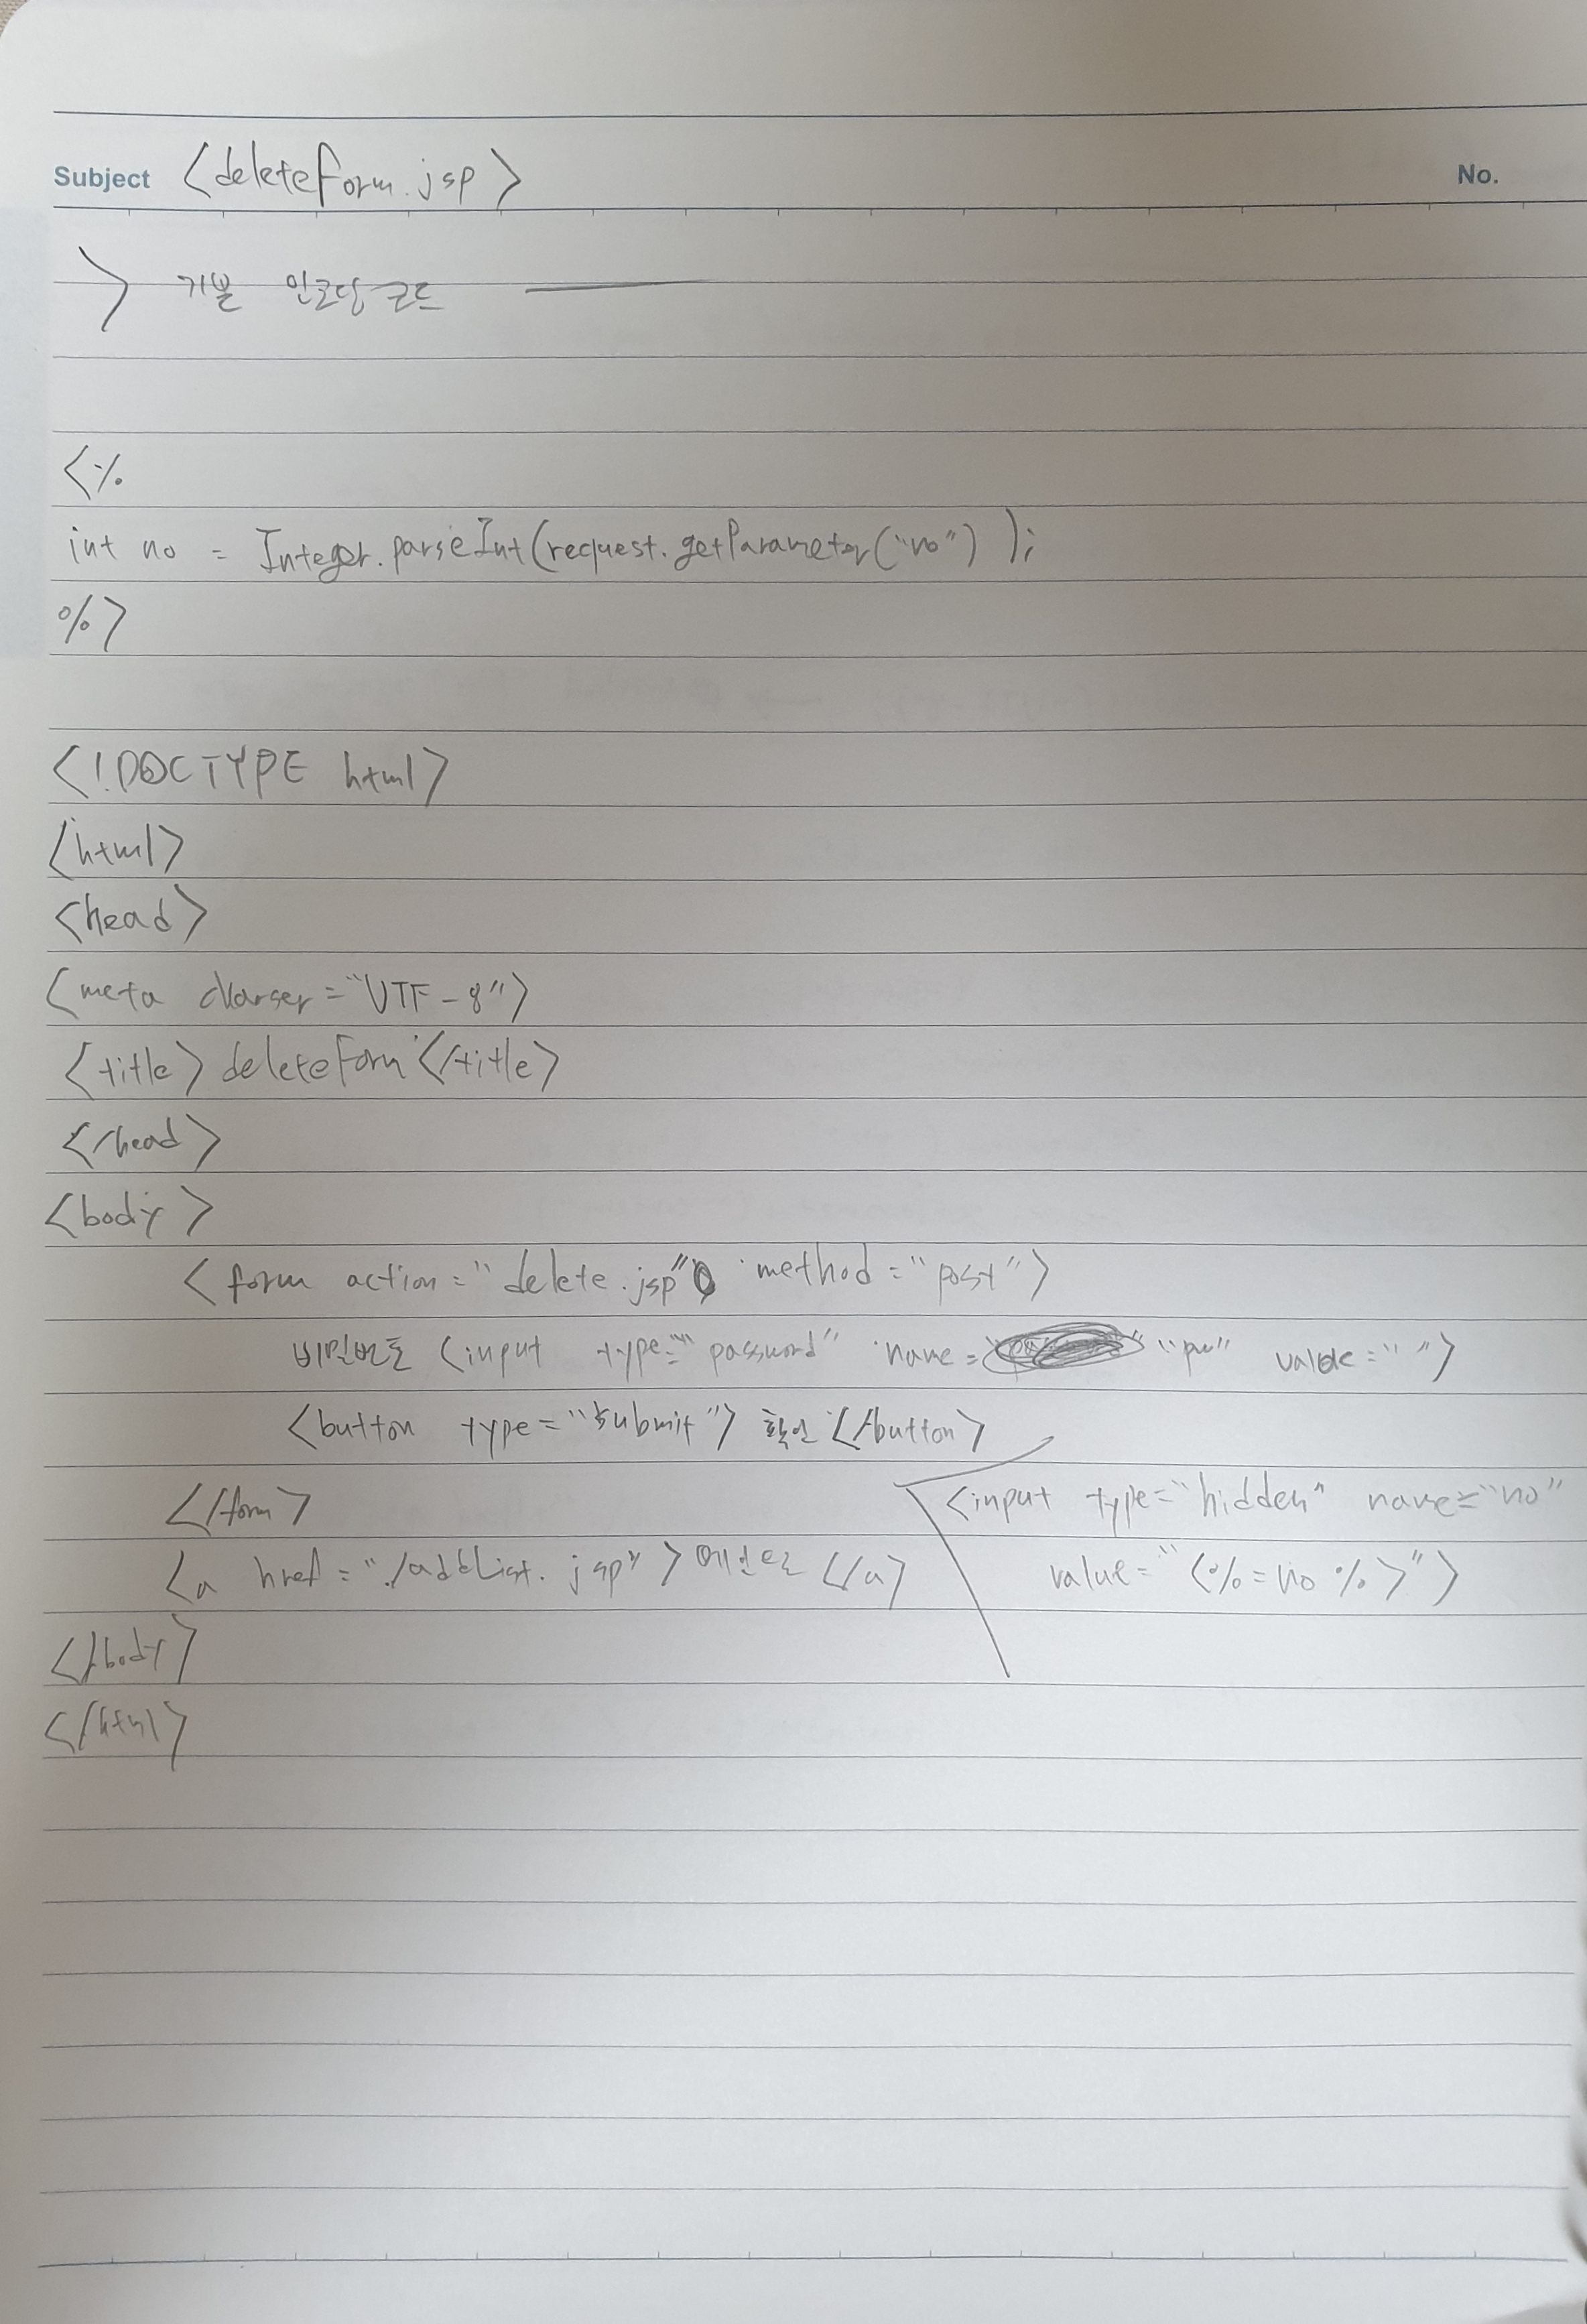 Subject <deleteform.jsp>
No.
> 기본 인코딩 코드 ―
<%
int no = Integer.parseInt(request.getParameter("no") );
%>
<!DOCTYPE html>
<html>
<head>
<meta charser="UTF-8">
<title> deleteForm </title>
</head>
<body>
<form action="delete.jsp" method="post">
비밀번호 <input type="password" name= "pw" value=" ">
<button type="submit"> 확인 </button>
<input type="hidden" name="no"
value="<%=no%>">
</form>
<a href="./addList.jsp"> 메인으로 </a>
</body>
</html>